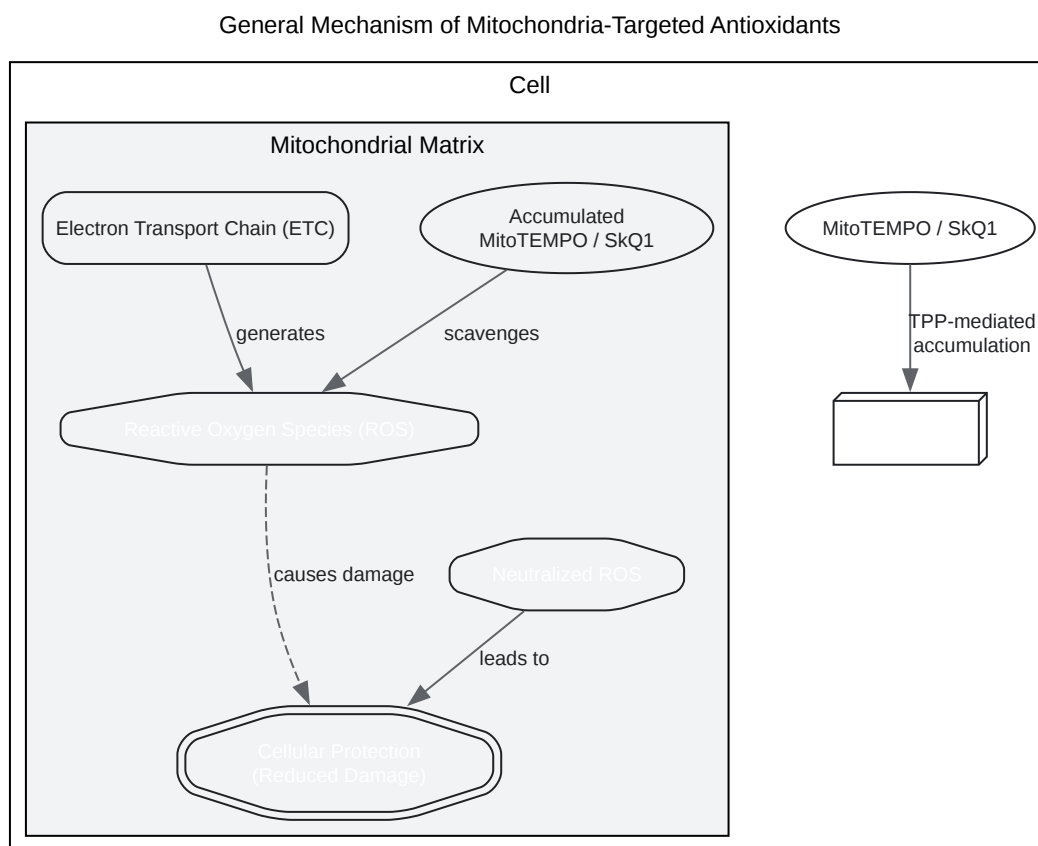 General Mechanism of Mitochondria-Targeted Antioxidants
Cell
Mitochondrial Matrix
Electron Transport Chain (ETC)
Accumulated
MitoTEMPO / SkQ1
MitoTEMPO / SkQ1
generates
scavenges
TPP-mediated
accumulation
Reactive Oxygen Species (ROS)
causes damage
Neutralized ROS
leads to
Cellular Protection
(Reduced Damage)